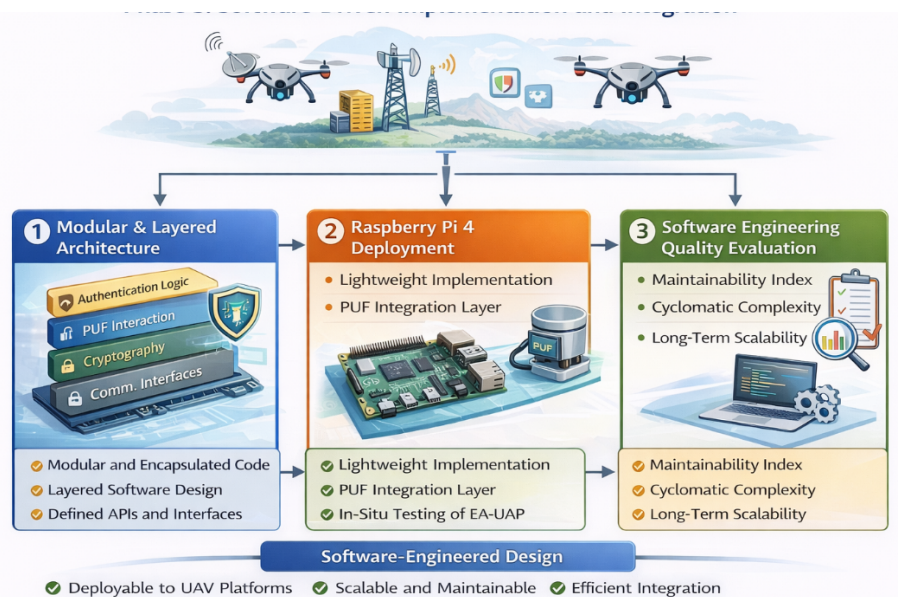 1 Modular & Layered
Architecture
Authentication Logic
PUF Interaction
Cryptography
Comm. Interfaces
Modular and Encapsulated Code
Layered Software Design
Defined APIs and Interfaces
2 Raspberry Pi 4
Deployment
• Lightweight Implementation
• PUF Integration Layer
PUF
Lightweight Implementation
PUF Integration Layer
In-Situ Testing of EA-UAP
3 Software Engineering
Quality Evaluation
• Maintainability Index
• Cyclomatic Complexity
• Long-Term Scalability
Maintainability Index
Cyclomatic Complexity
Long-Term Scalability
Software-Engineered Design
Deployable to UAV Platforms Scalable and Maintainable Efficient Integration